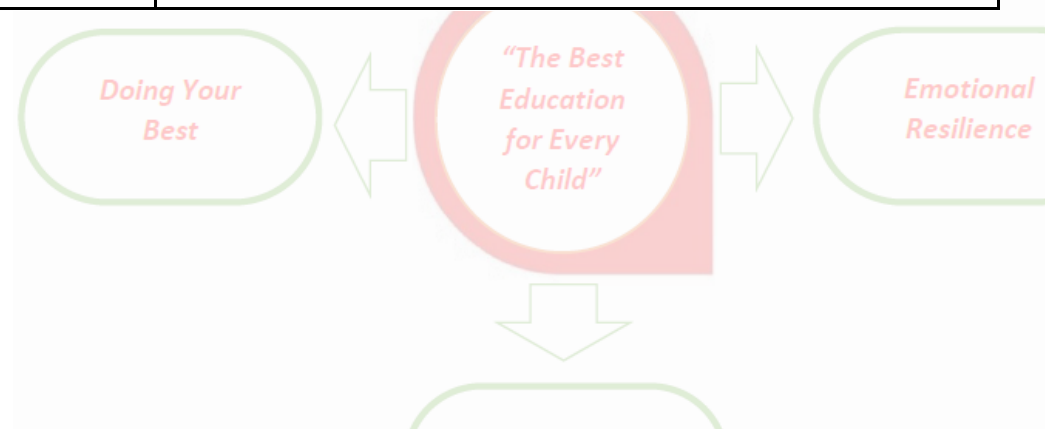 Doing Your
Best
“The Best
Education
for Every
Child”
Emotional
Resilience